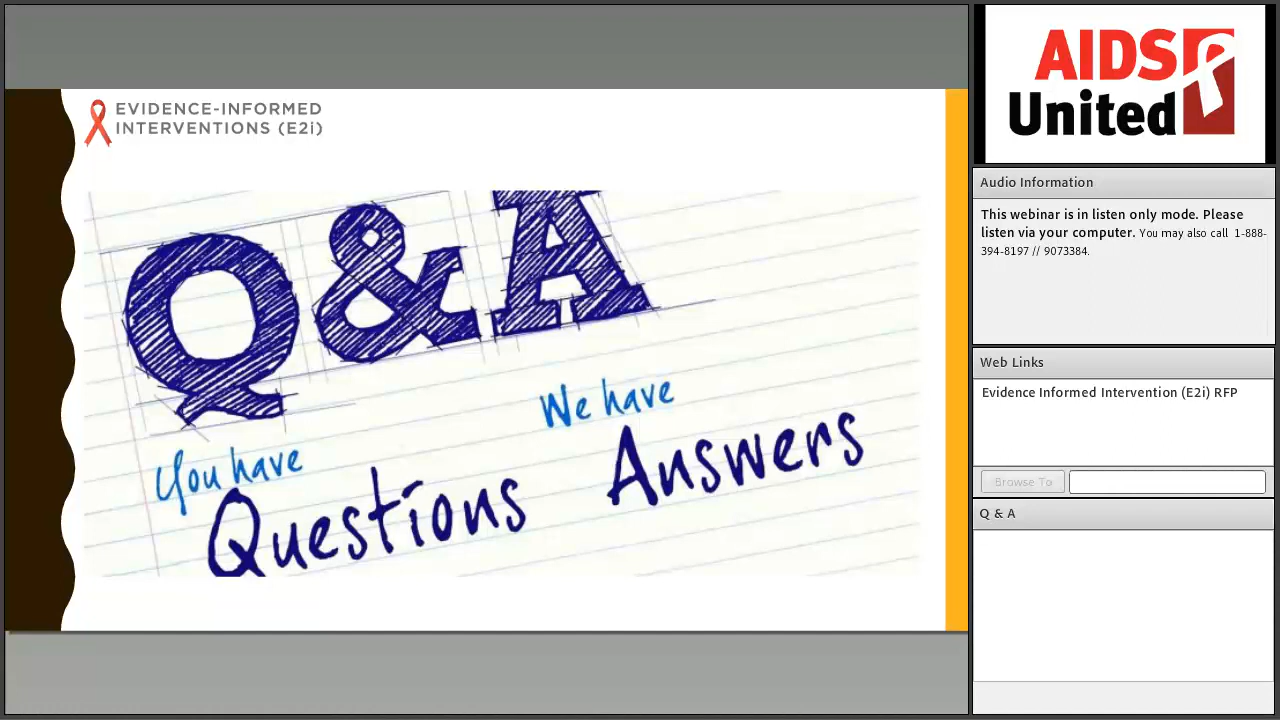 EVIDENCE-INFORMED
INTERVENTIONS (E2i)
Q & A
You have
Questions
We have
Answers
AIDS
United
Audio Information
This webinar is in listen only mode. Please
listen via your computer. You may also call 1-888-
394-8197 // 9073384.
Web Links
Evidence Informed Intervention (E2i) RFP
Browse To
Q & A